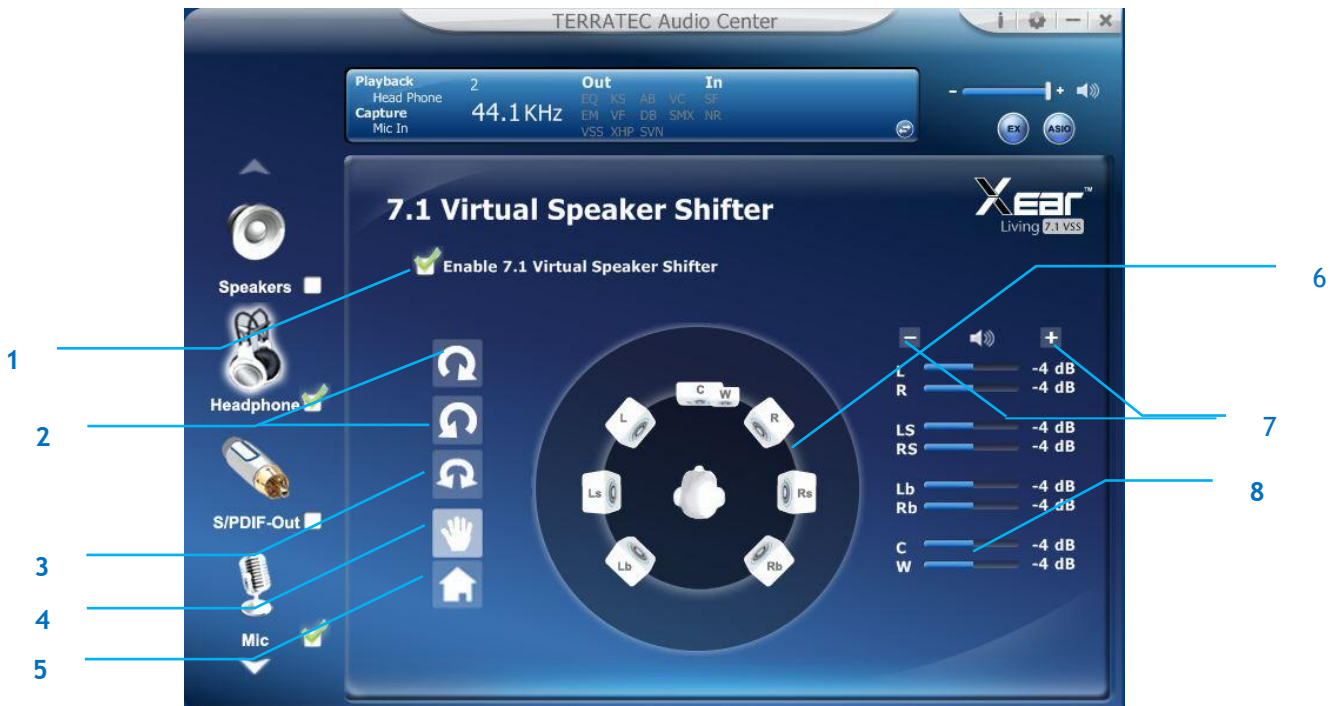 TERRATEC Audio Center
i
Playback 2 Out In
Head Phone EQ KS AB VC SF
Capture 44.1KHz EM VF DB SMX NR
Mic In VSS XHP SVN
- +
EX ASIO
7.1 Virtual Speaker Shifter
Xear™
Living 7.1 VSS
Enable 7.1 Virtual Speaker Shifter
Speakers
Headphone
S/PDIF-Out
Mic
C W
L R
Ls Rs
Lb Rb
- +
L -4 dB
R -4 dB
LS -4 dB
RS -4 dB
Lb -4 dB
Rb -4 dB
C -4 dB
W -4 dB
1
2
3
4
5
6
7
8